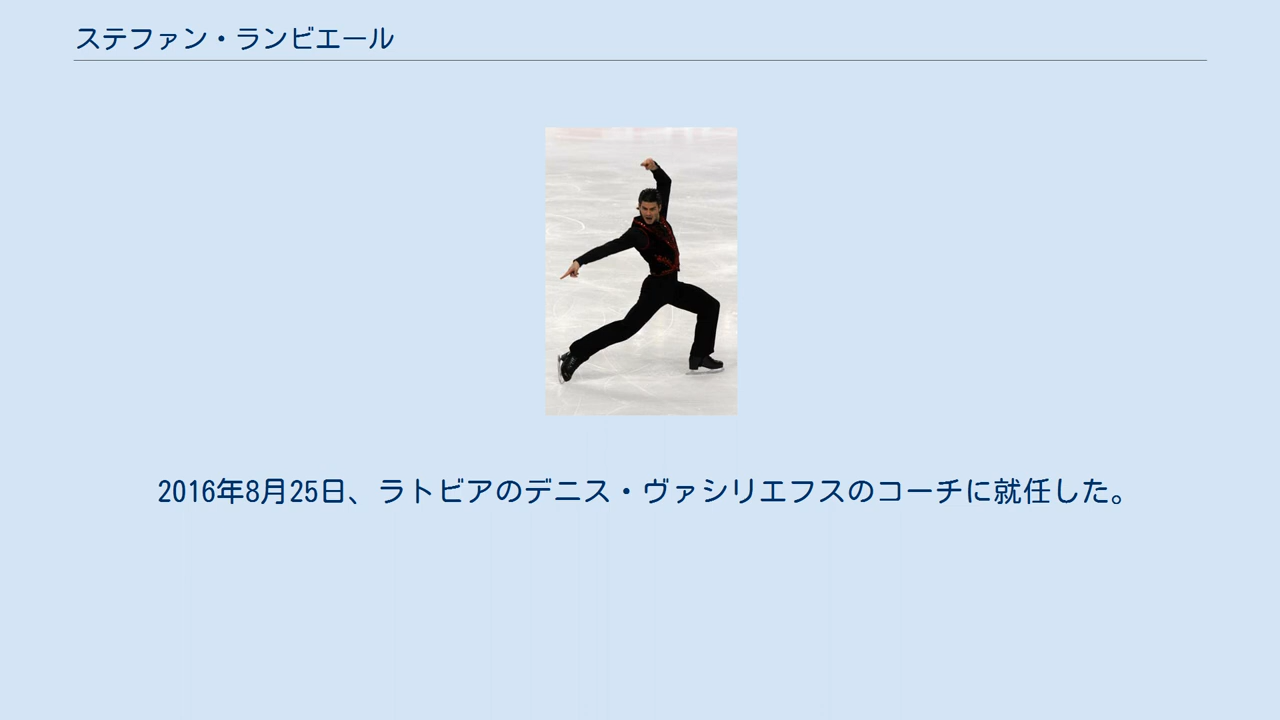 ステファン・ランビエール
2016年8月25日、ラトビアのデニス・ヴァシリエフスのコーチに就任した。